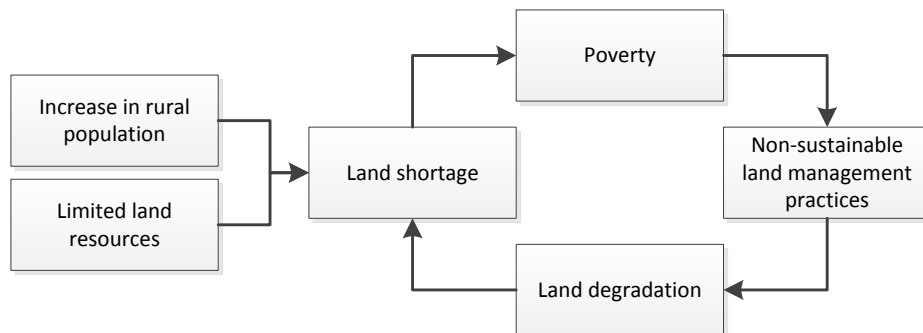 Poverty
Increase in rural
population
Land shortage
Non-sustainable
land management
practices
Limited land
resources
Land degradation